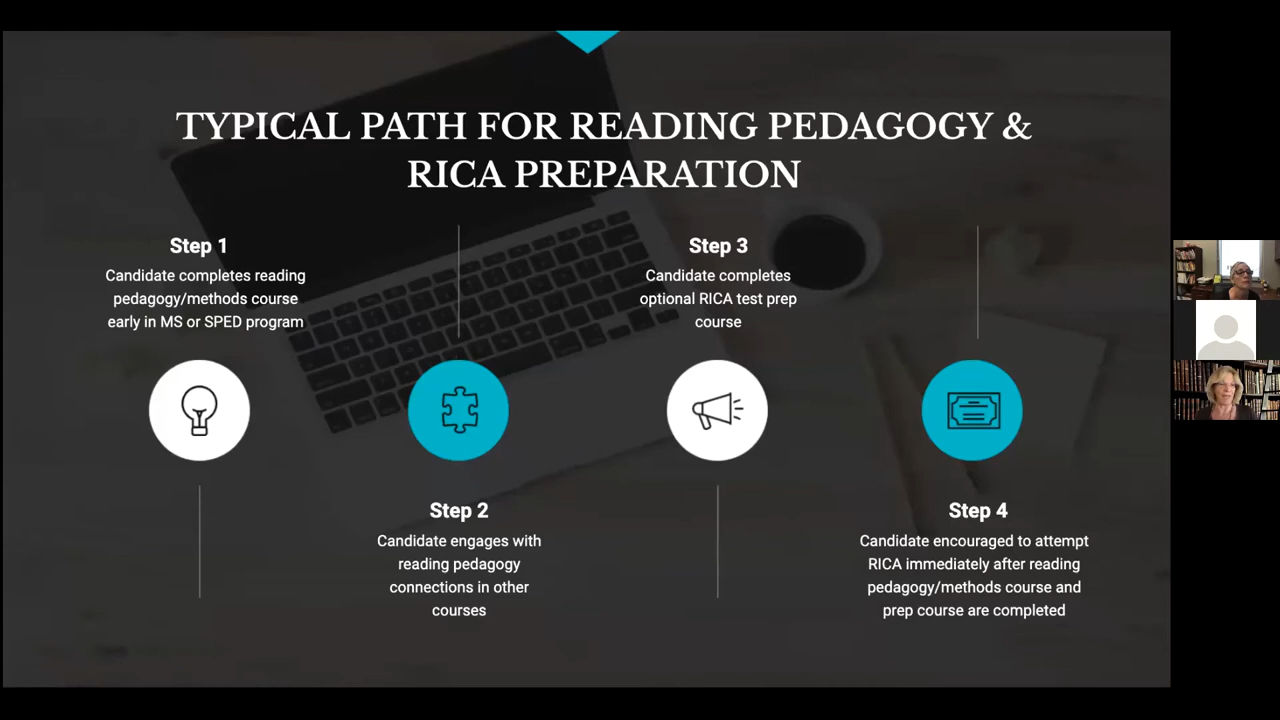 TYPICAL PATH FOR READING PEDAGOGY &
RICA PREPARATION
Step 1
Candidate completes reading
pedagogy/methods course
early in MS or SPED program
Step 2
Candidate engages with
reading pedagogy
connections in other
courses
Step 3
Candidate completes
optional RICA test prep
course
Step 4
Candidate encouraged to attempt
RICA immediately after reading
pedagogy/methods course and
prep course are completed